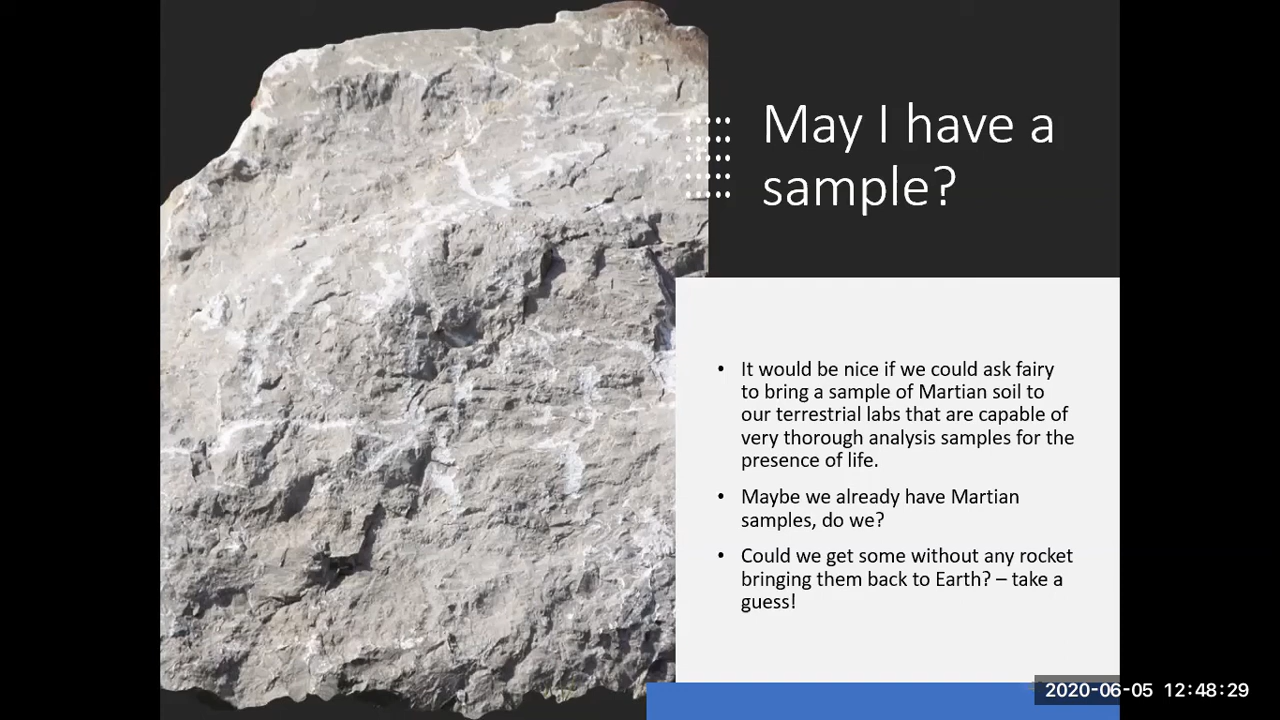 May I have a
sample?
• It would be nice if we could ask fairy
to bring a sample of Martian soil to
our terrestrial labs that are capable of
very thorough analysis samples for the
presence of life.
• Maybe we already have Martian
samples, do we?
• Could we get some without any rocket
bringing them back to Earth? – take a
guess!
2020-06-05 12:48:29